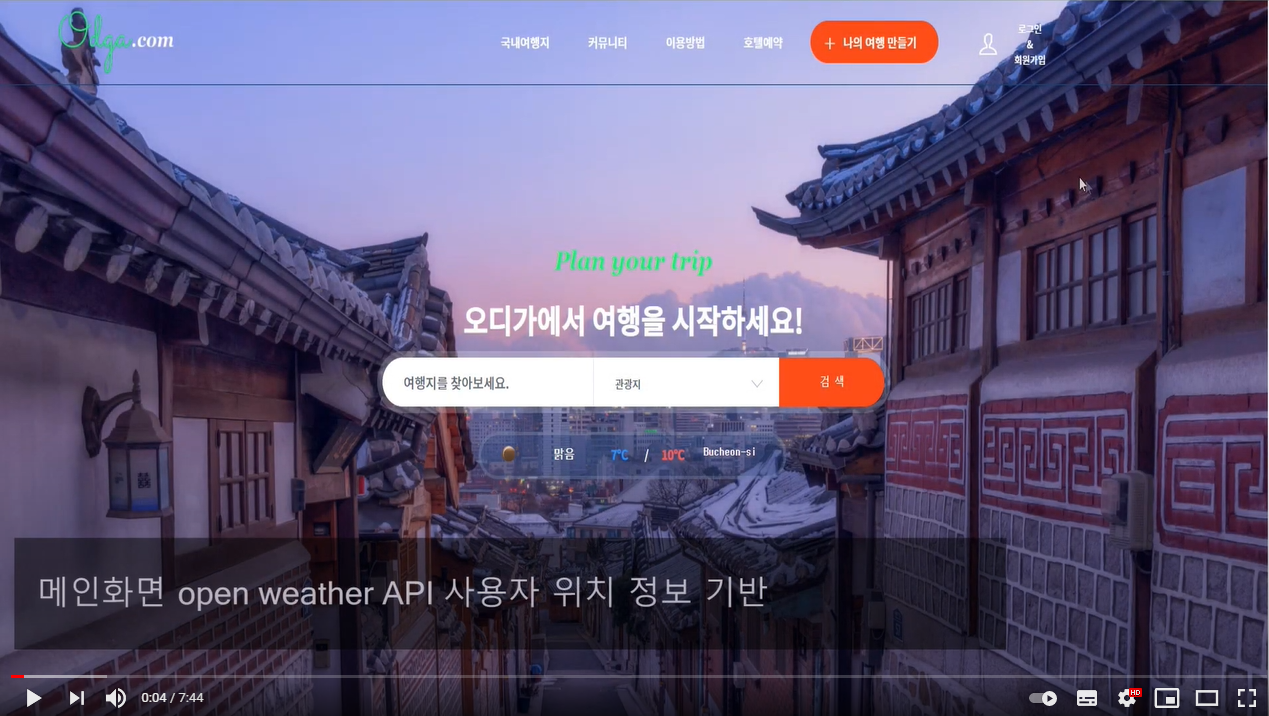 Odga.com
국내여행지
커뮤니티
이용방법
호텔예약
+ 나의 여행 만들기
로그인
&
회원가입
Plan your trip
오디가에서 여행을 시작하세요!
여행지를 찾아보세요.
관광지
검 색
맑음
7℃ / 10℃
Bucheon-si
메인화면 open weather API 사용자 위치 정보 기반
0:04 / 7:44
HD